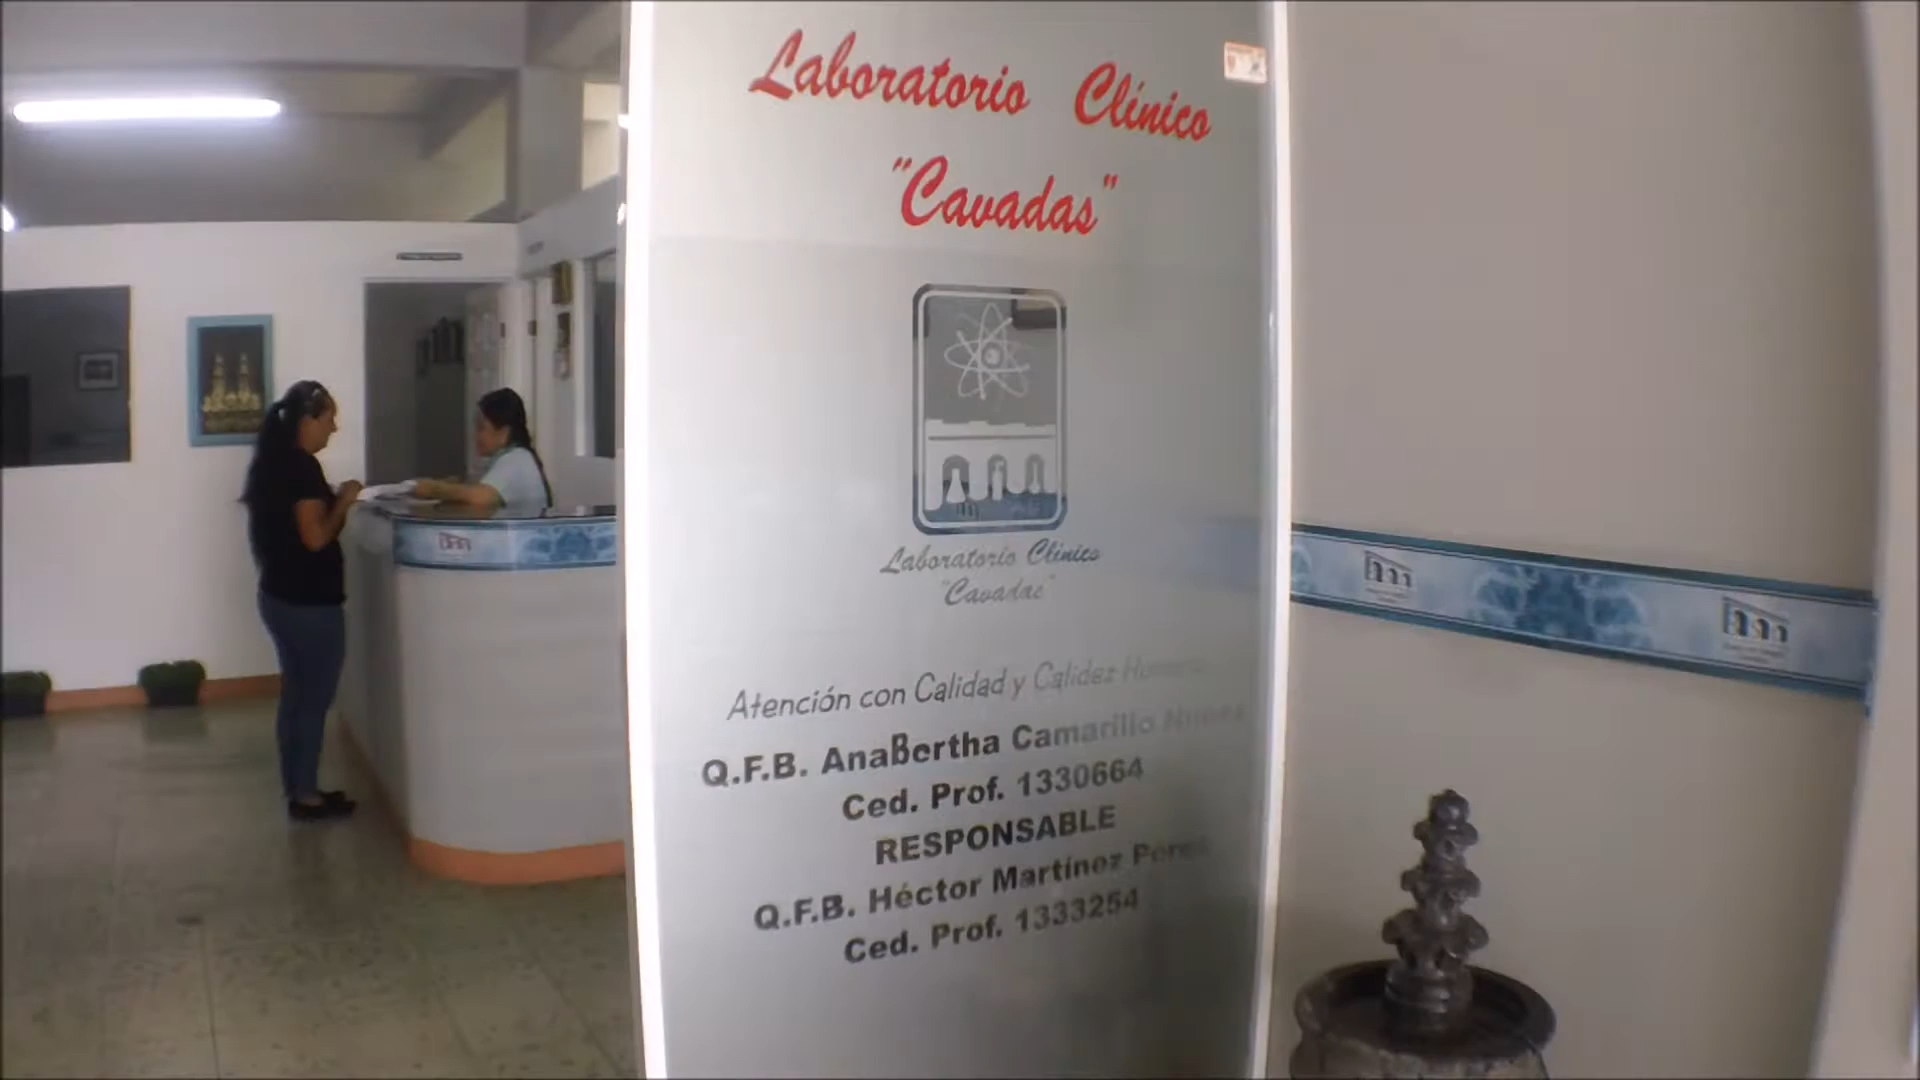 Laboratorio Clínico
"Cavadas"
Laboratorio Clínico
"Cavadas"
Atención con Calidad y Calidez
Q.F.B. AnaBertha Camarillo
Ced. Prof. 1330664
RESPONSABLE
Q.F.B. Héctor Martínez Pérez
Ced. Prof. 1333254